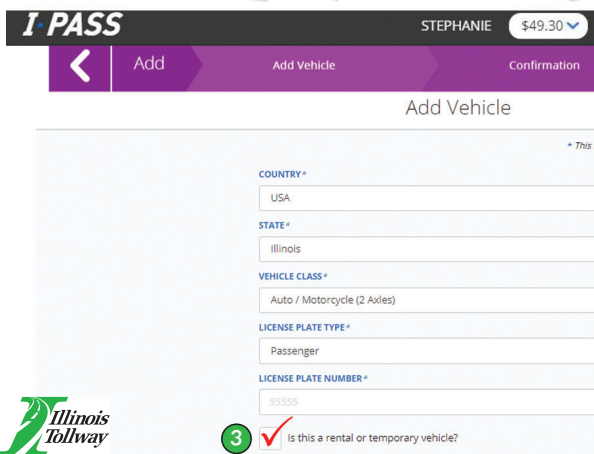 I-PASS STEPHANIE $49.30
Add Add Vehicle Confirmation
Add Vehicle
* This
COUNTRY*
USA
STATE*
Illinois
VEHICLE CLASS*
Auto / Motorcycle (2 Axles)
LICENSE PLATE TYPE*
Passenger
LICENSE PLATE NUMBER*
55555
3 Is this a rental or temporary vehicle?
Illinois
Tollway